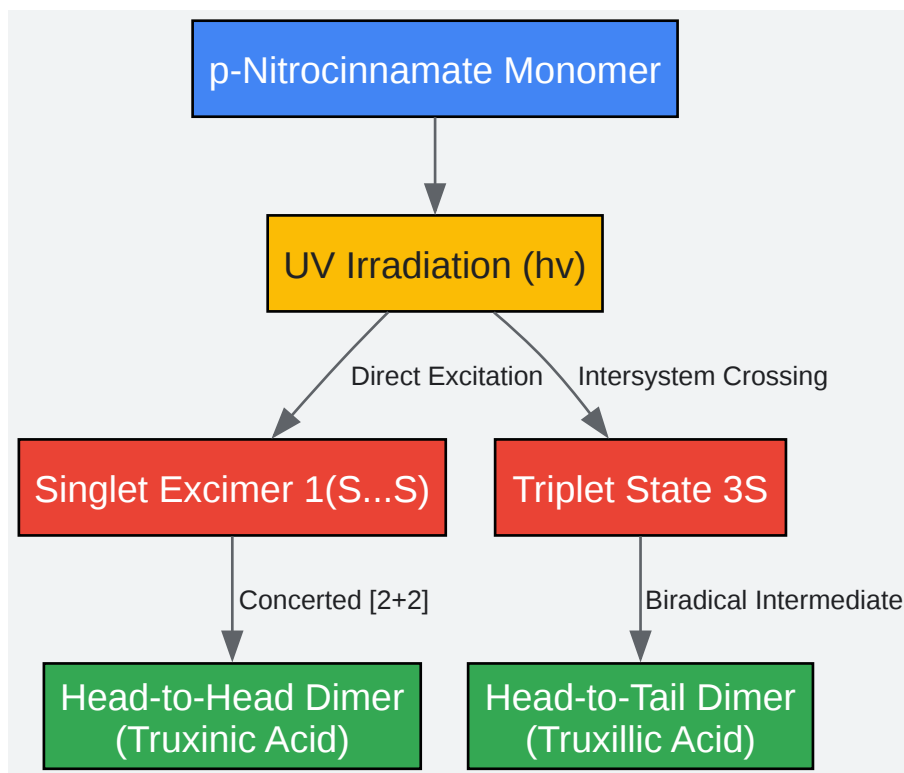 p-Nitrocinnamate Monomer
UV Irradiation (hv)
Direct Excitation
Intersystem Crossing
Singlet Excimer 1(S...S)
Triplet State 3S
Concerted [2+2]
Biradical Intermediate
Head-to-Head Dimer
(Truxinic Acid)
Head-to-Tail Dimer
(Truxillic Acid)